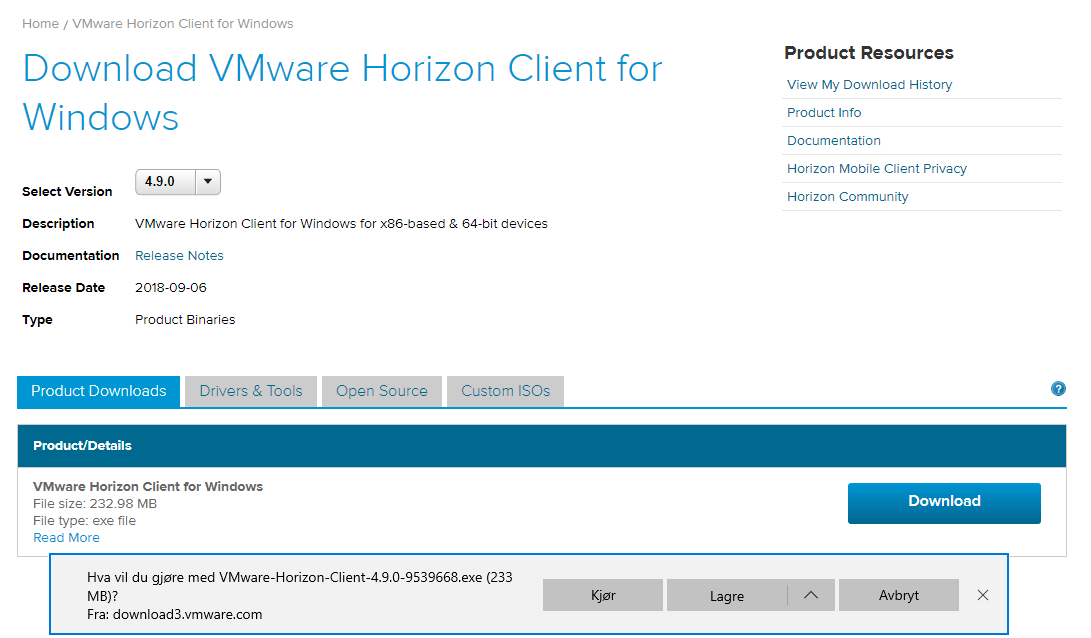 Home / VMware Horizon Client for Windows
Download VMware Horizon Client for
Windows
Select Version 4.9.0
Description VMware Horizon Client for Windows for x86-based & 64-bit devices
Documentation Release Notes
Release Date 2018-09-06
Type Product Binaries
Product Resources
View My Download History
Product Info
Documentation
Horizon Mobile Client Privacy
Horizon Community
Product Downloads Drivers & Tools Open Source Custom ISOs ?
Product/Details
VMware Horizon Client for Windows
File size: 232.98 MB
File type: exe file
Read More
Download
Hva vil du gjøre med VMware-Horizon-Client-4.9.0-9539668.exe (233
MB)?
Fra: download3.vmware.com
Kjør Lagre Avbryt